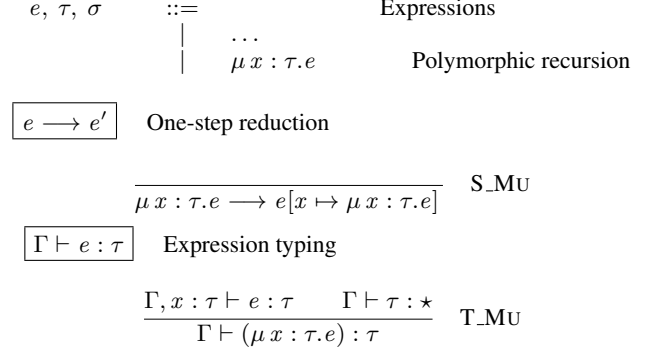 e, τ, σ ::= Expressions
| ...
| μ x : τ.e Polymorphic recursion
e ⟶ e′ One-step reduction
μ x : τ.e ⟶ e[x ↦ μ x : τ.e] S_MU
Γ ⊢ e : τ Expression typing
Γ, x : τ ⊢ e : τ Γ ⊢ τ : ⋆
Γ ⊢ (μ x : τ.e) : τ T_MU